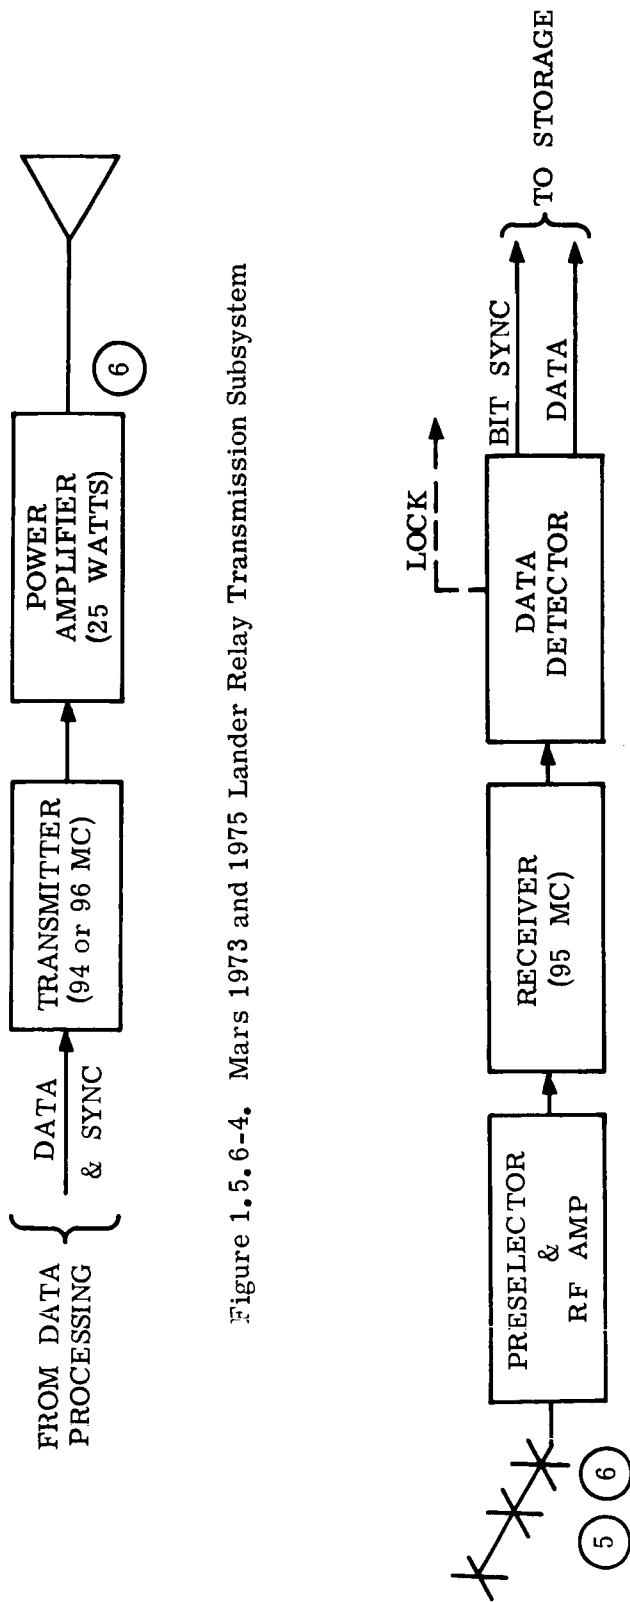 FROM DATA
PROCESSING
DATA
& SYNC
TRANSMITTER
(94 or 96 MC)
POWER
AMPLIFIER
(25 WATTS)
6
Figure 1.5.6-4. Mars 1973 and 1975 Lander Relay Transmission Subsystem
5
6
PRESELECTOR
&
RF AMP
RECEIVER
(95 MC)
DATA
DETECTOR
LOCK
BIT SYNC
DATA
TO STORAGE